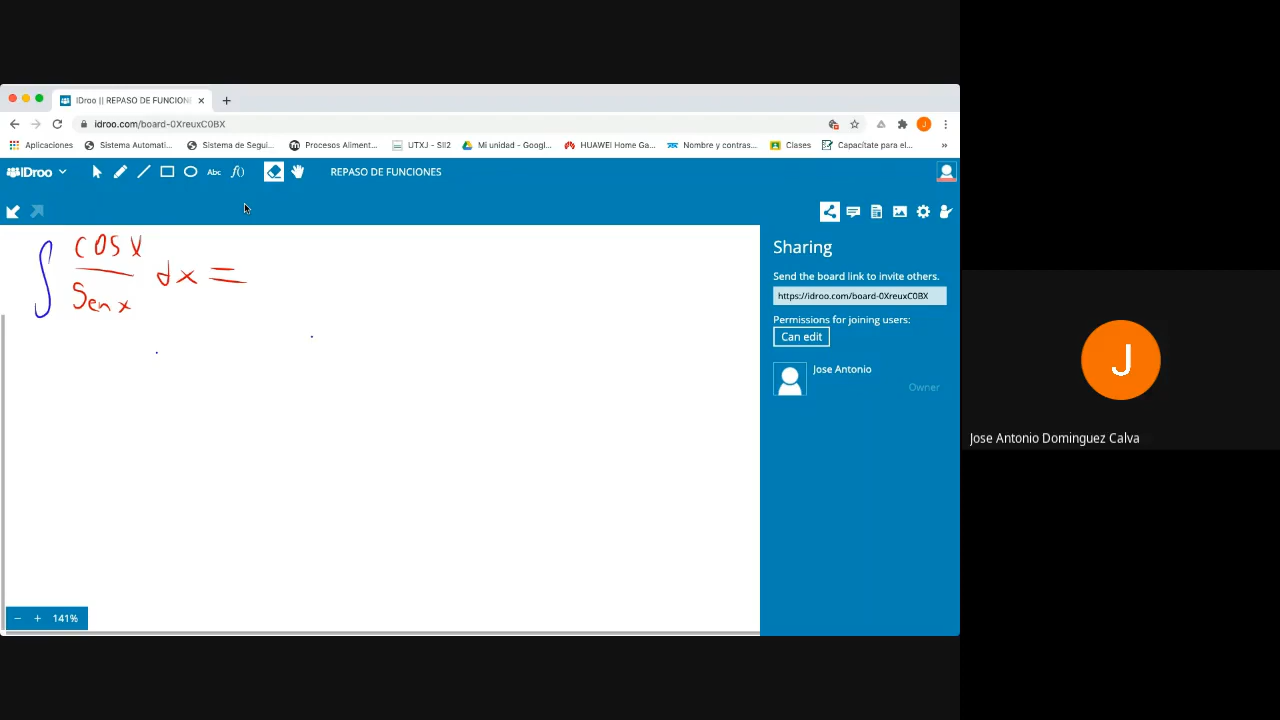 IDroo || REPASO DE FUNCION
idroo.com/board-0XreuxC0BX
J
Aplicaciones Sistema Automati... Sistema de Segui... Procesos Aliment... UTXJ - SII2 Mi unidad - Googl... HUAWEI Home Ga... Nombre y contras... Clases Capacítate para el... »
IDroo Abc f() REPASO DE FUNCIONES
∫ cos x
sen x dx =
Sharing
Send the board link to invite others.
https://idroo.com/board-0XreuxC0BX
Permissions for joining users:
Can edit
Jose Antonio
Owner
− + 141%
J
Jose Antonio Dominguez Calva